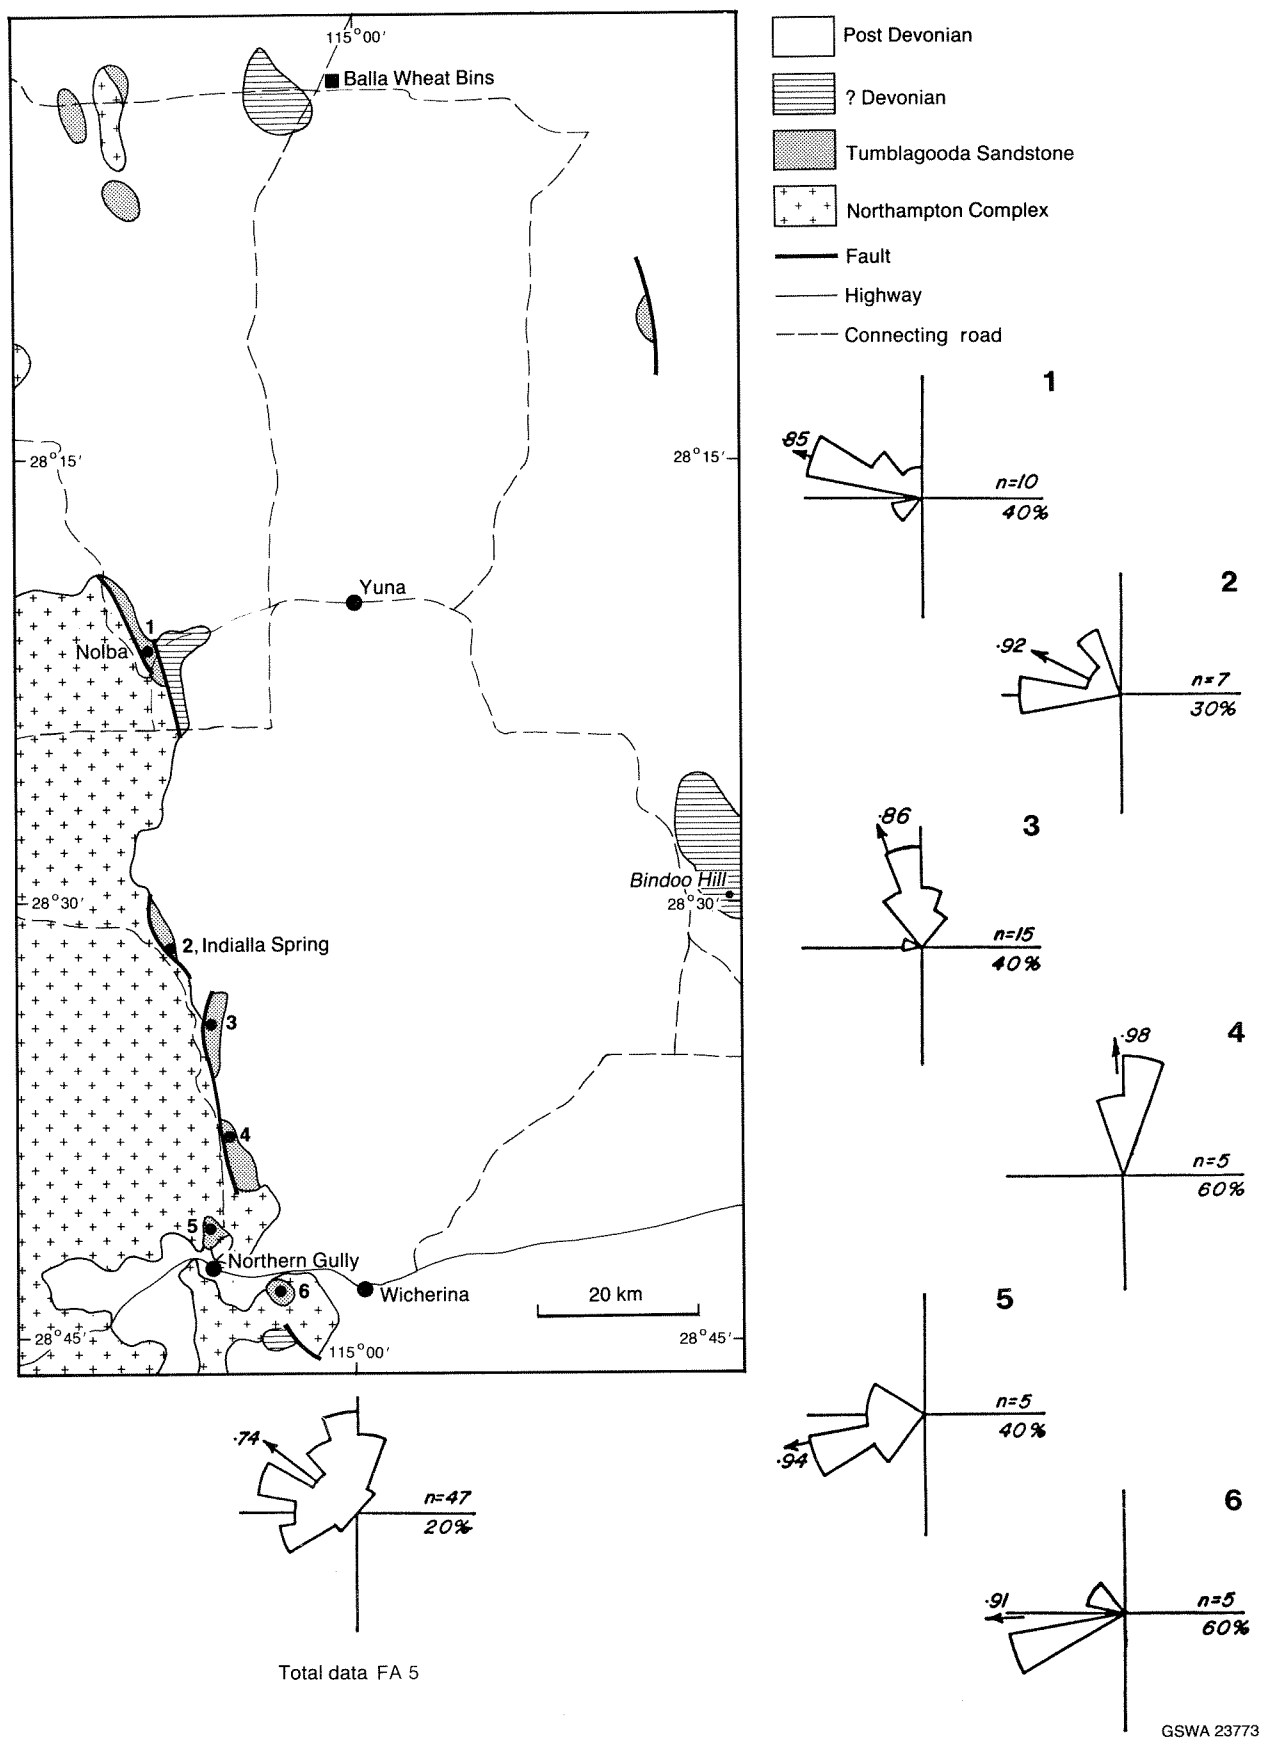 115°00'
Balla Wheat Bins
28°15'
28°15'
Yuna
1
Nolba
Bindoo Hill
28°30'
28°30'
2, Indialla Spring
3
4
5
Northern Gully
6
Wicherina
20 km
28°45'
28°45'
115°00'
Post Devonian
? Devonian
Tumblagooda Sandstone
Northampton Complex
Fault
Highway
Connecting road
1
·85
n=10
40%
2
·92
n=7
30%
3
·86
n=15
40%
4
·98
n=5
60%
5
n=5
40%
·94
6
·91
n=5
60%
·74
n=47
20%
Total data FA 5
GSWA 23773